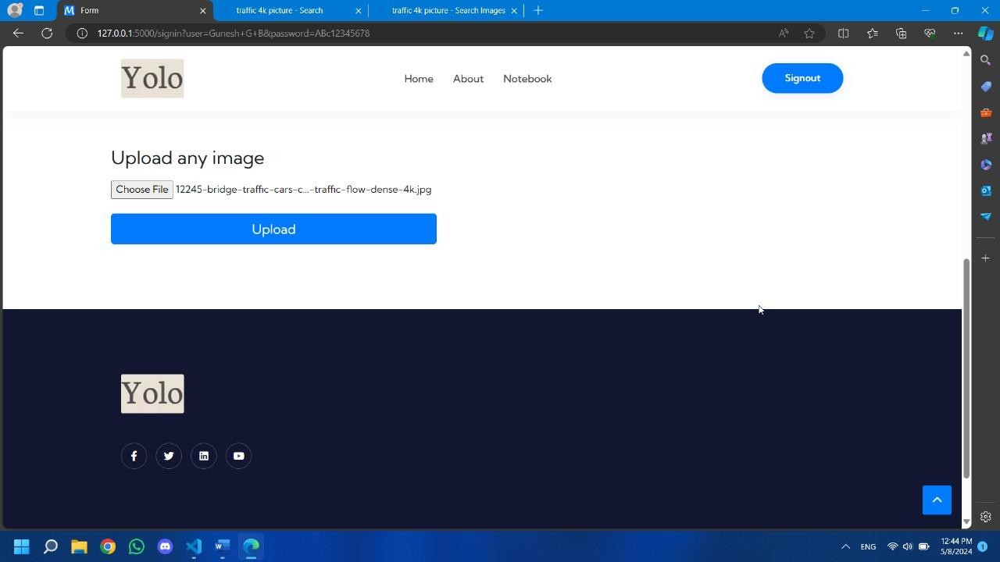 Form
traffic 4k picture - Search
traffic 4k picture - Search Images
127.0.0.1:5000/signin?user=Gunesh+G+B&password=ABc12345678
Yolo
Home
About
Notebook
Signout
Upload any image
Choose File 12245-bridge-traffic-cars-c...-traffic-flow-dense-4k.jpg
Upload
Yolo
ENG
12:44 PM
5/8/2024
1